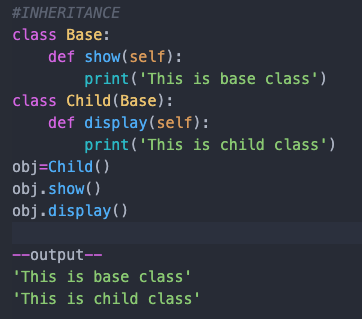 #INHERITANCE
class Base:
    def show(self):
        print('This is base class')
class Child(Base):
    def display(self):
        print('This is child class')
obj=Child()
obj.show()
obj.display()

--output--
'This is base class'
'This is child class'